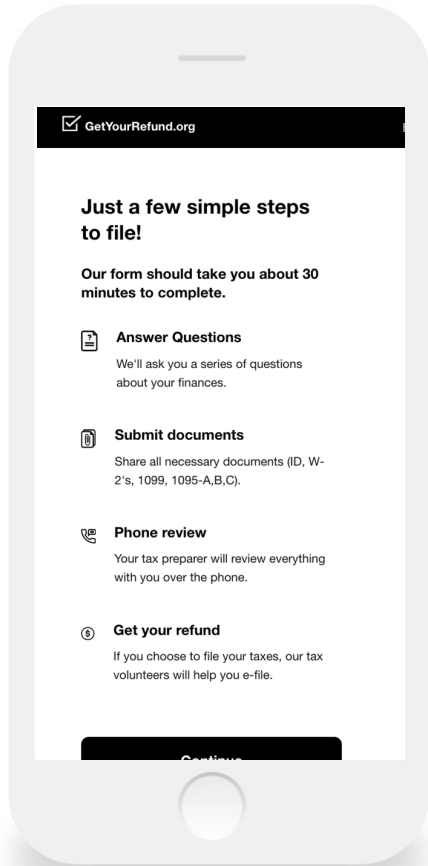 GetYourRefund.org
Just a few simple steps
to file!
Our form should take you about 30
minutes to complete.
Answer Questions
We'll ask you a series of questions
about your finances.
Submit documents
Share all necessary documents (ID, W-
2's, 1099, 1095-A,B,C).
Phone review
Your tax preparer will review everything
with you over the phone.
Get your refund
If you choose to file your taxes, our tax
volunteers will help you e-file.
Continue